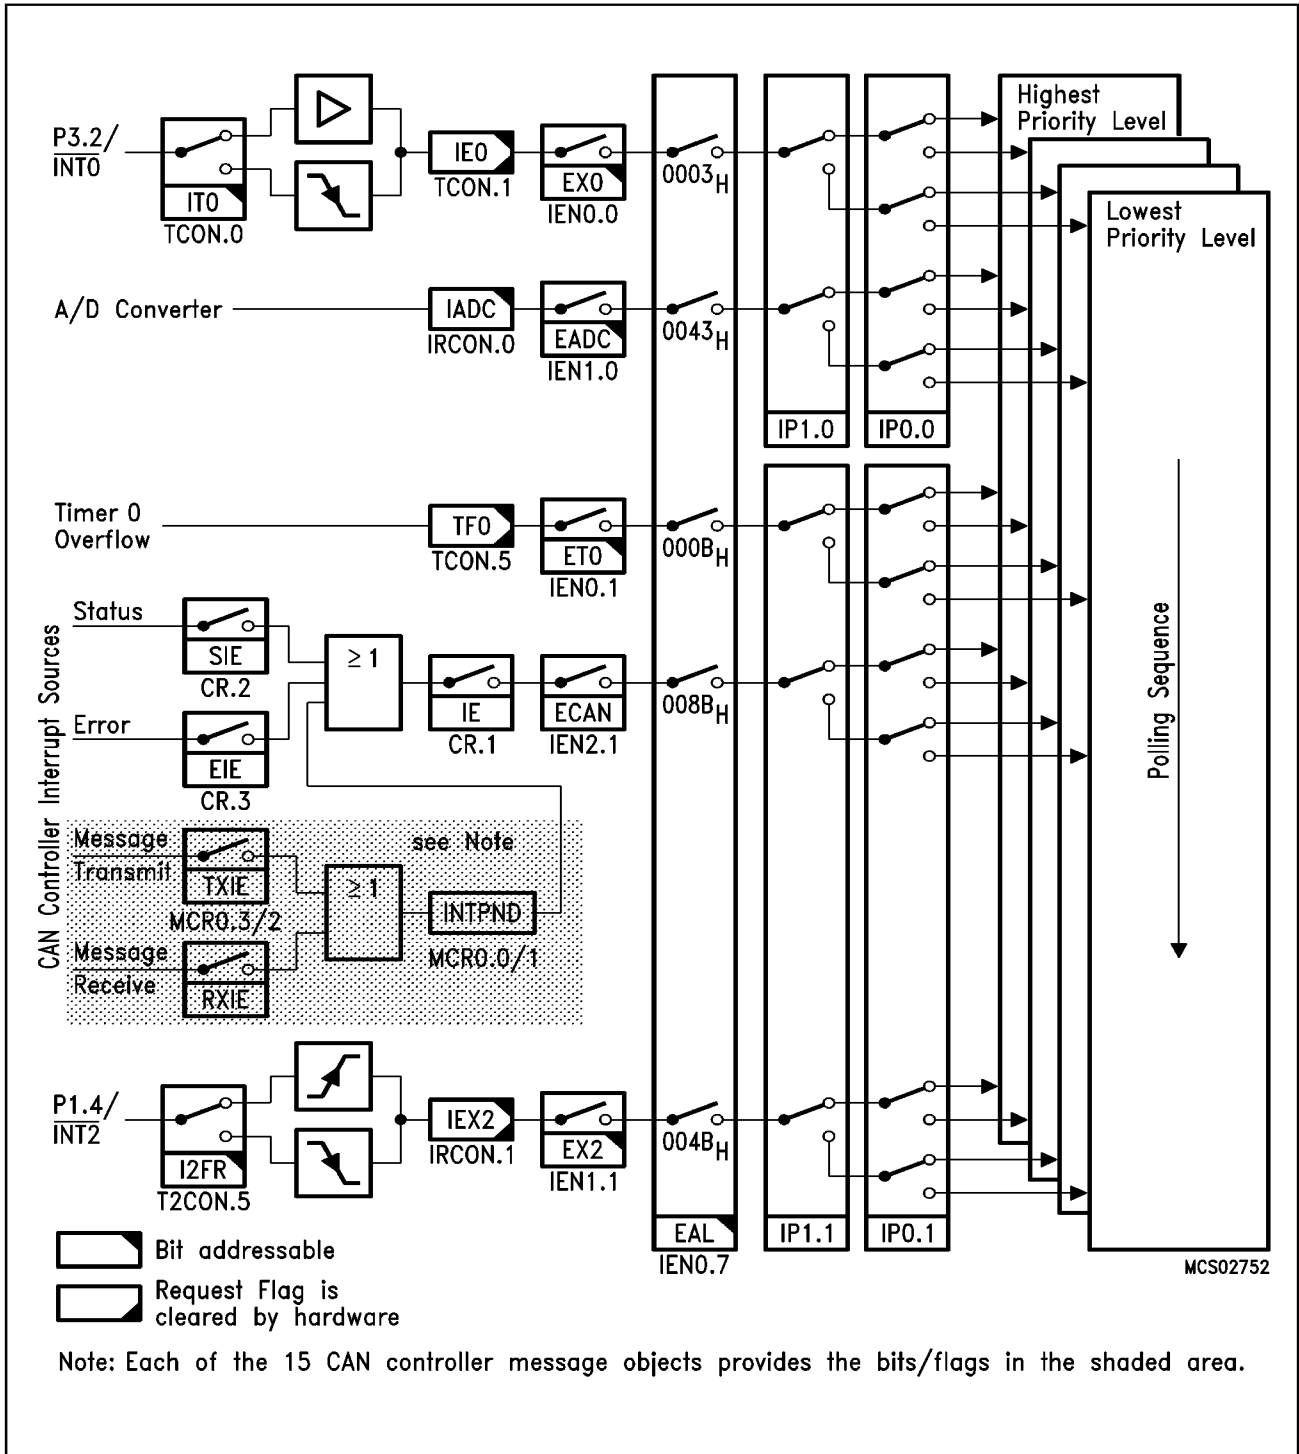 Highest
Priority Level
P3.2/
INT0
IT0
TCON.0
IE0
TCON.1
EX0
IEN0.0
0003H
Lowest
Priority Level
A/D Converter
IADC
IRCON.0
EADC
IEN1.0
0043H
IP1.0
IP0.0
Timer 0
Overflow
TF0
TCON.5
ET0
IEN0.1
000BH
CAN Controller Interrupt Sources
Status
SIE
CR.2
≥1
IE
CR.1
ECAN
IEN2.1
008BH
Error
EIE
CR.3
Polling Sequence
Message
Transmit
TXIE
MCR0.3/2
see Note
≥1
INTPND
MCR0.0/1
Message
Receive
RXIE
P1.4/
INT2
I2FR
T2CON.5
IEX2
IRCON.1
EX2
IEN1.1
004BH
EAL
IEN0.7
IP1.1
IP0.1
MCS02752
Bit addressable
Request Flag is
cleared by hardware
Note: Each of the 15 CAN controller message objects provides the bits/flags in the shaded area.